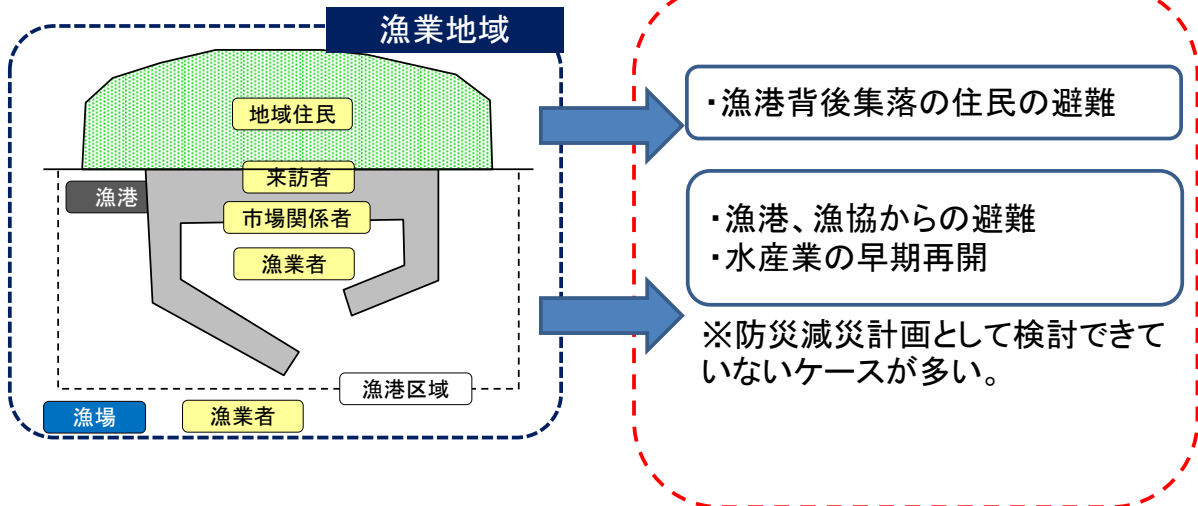 漁業地域
地域住民
来訪者
漁港
市場関係者
漁業者
漁港区域
漁場
漁業者
・漁港背後集落の住民の避難
・漁港、漁協からの避難
・水産業の早期再開
※防災減災計画として検討できて
いないケースが多い。